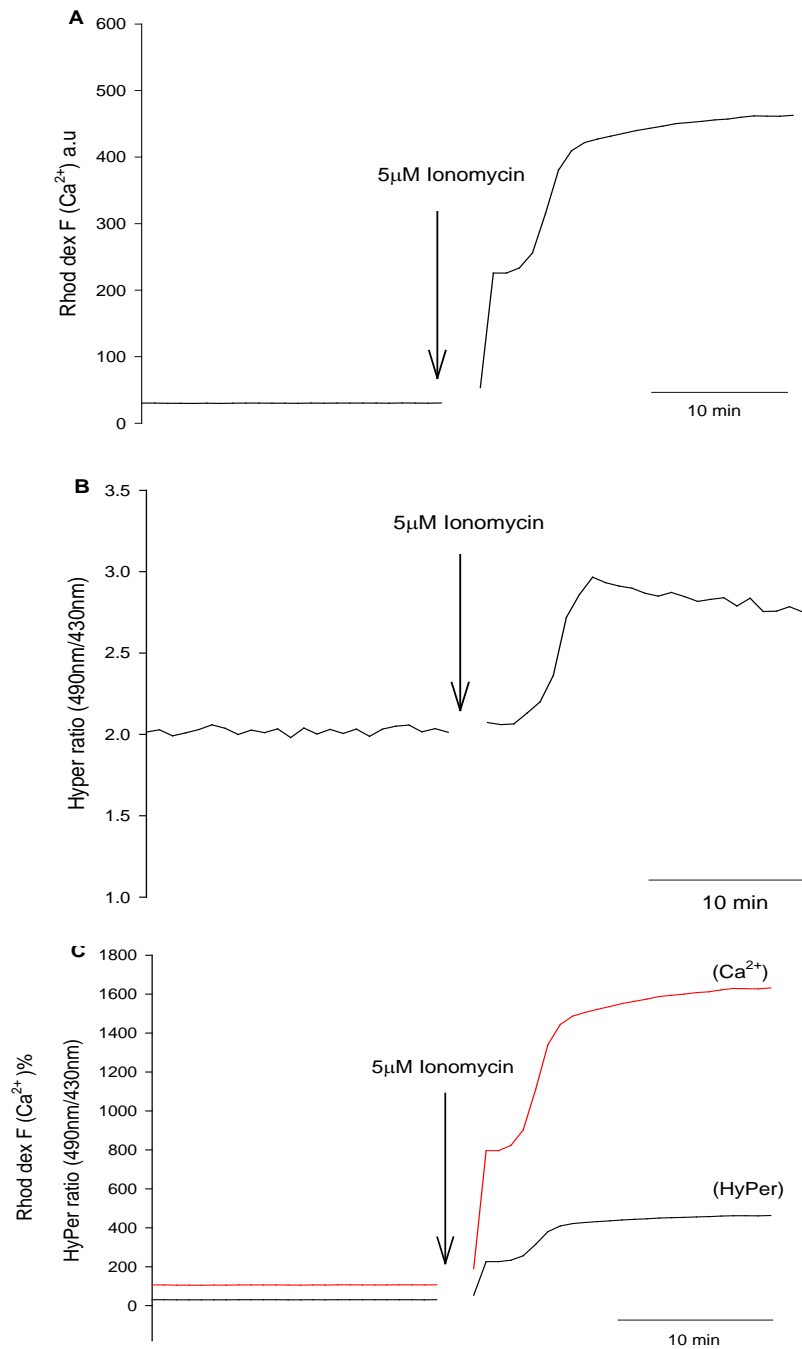 A
600
500
400
300
200
100
0
Rhod dex F (Ca²⁺) a.u
5μM Ionomycin
10 min
B
3.5
3.0
2.5
2.0
1.5
1.0
Hyper ratio (490nm/430nm)
5μM Ionomycin
10 min
C
1800
1600
1400
1200
1000
800
600
400
200
0
Rhod dex F (Ca²⁺ )%
HyPer ratio (490nm/430nm)
5μM Ionomycin
(Ca²⁺)
(HyPer)
10 min